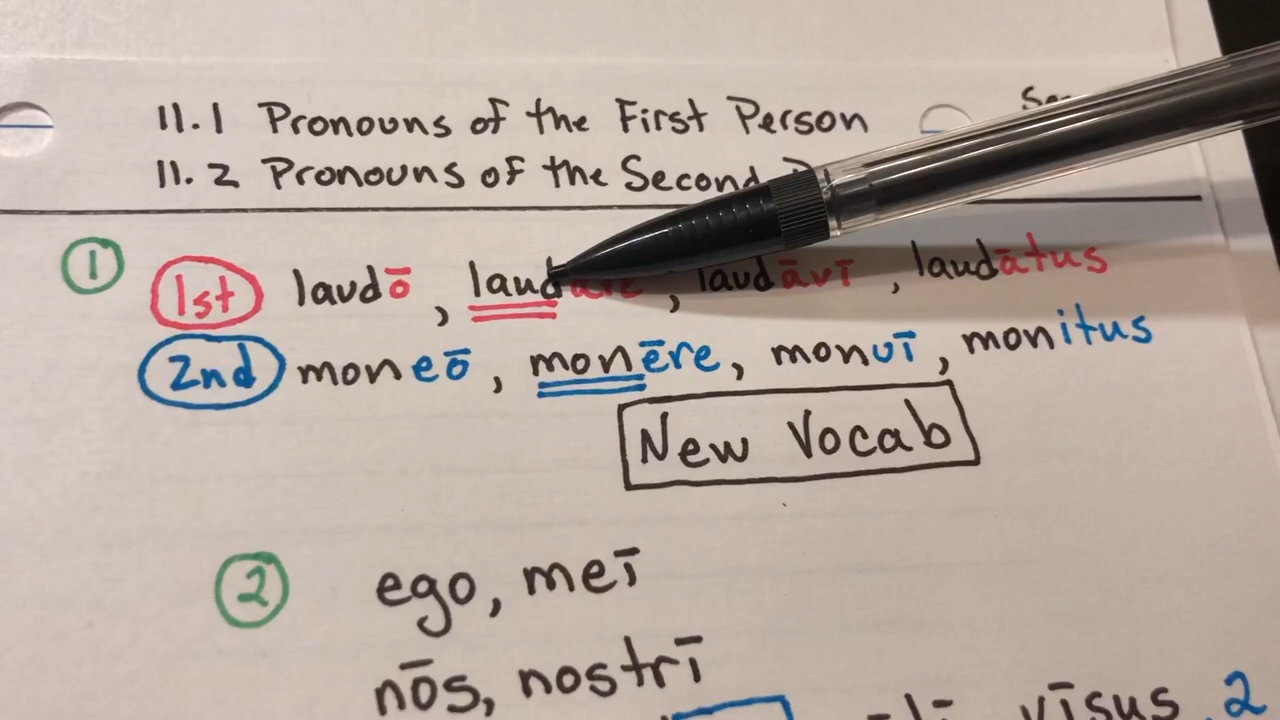 11.1 Pronouns of the First Person
11.2 Pronouns of the Second
1 1st laudō, laudāre, laudāvī, laudātus
2nd moneō, monēre, monuī, monitus
New Vocab
2 ego, meī
nōs, nostrī
vīsus 2